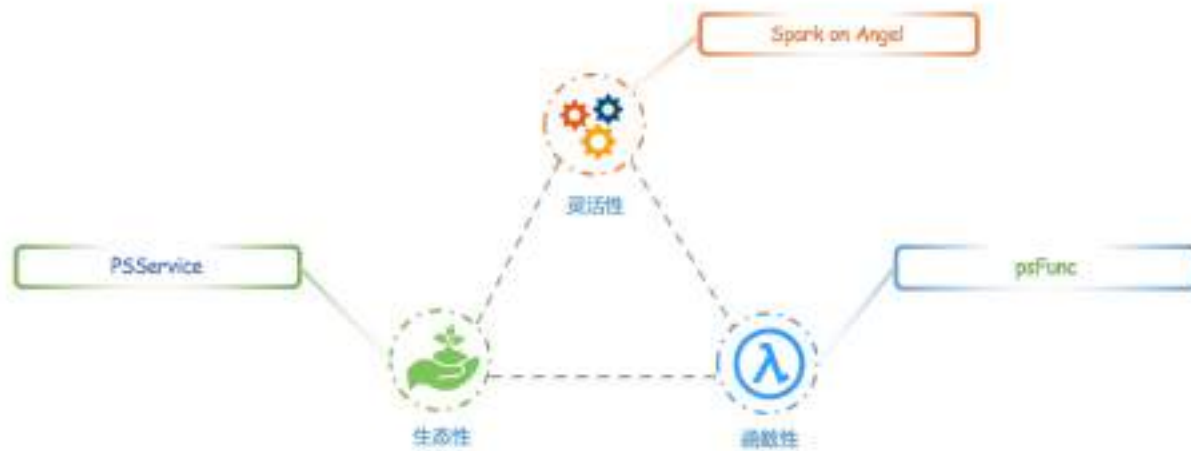 Spark on Angel
灵活性
PSService
psFunc
λ
生态性
函数性